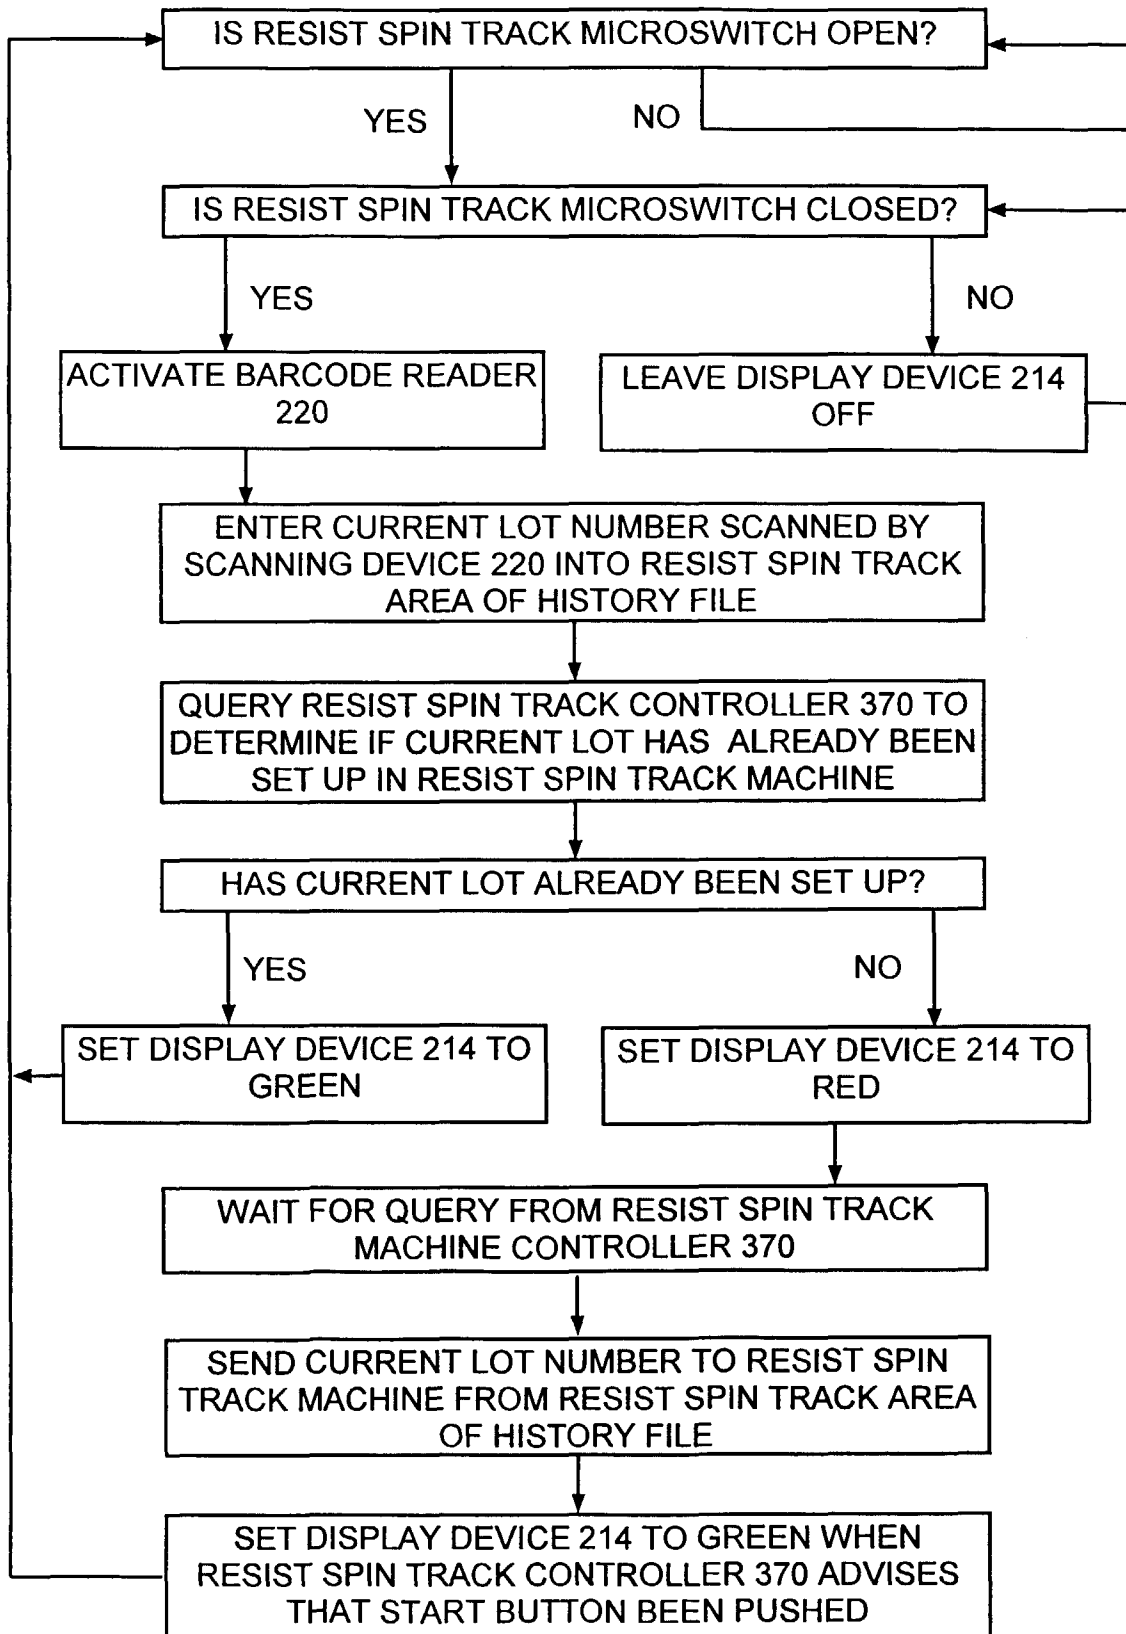 IS RESIST SPIN TRACK MICROSWITCH OPEN?
YES
NO
IS RESIST SPIN TRACK MICROSWITCH CLOSED?
YES
NO
ACTIVATE BARCODE READER
220
LEAVE DISPLAY DEVICE 214
OFF
ENTER CURRENT LOT NUMBER SCANNED BY
SCANNING DEVICE 220 INTO RESIST SPIN TRACK
AREA OF HISTORY FILE
QUERY RESIST SPIN TRACK CONTROLLER 370 TO
DETERMINE IF CURRENT LOT HAS ALREADY BEEN
SET UP IN RESIST SPIN TRACK MACHINE
HAS CURRENT LOT ALREADY BEEN SET UP?
YES
NO
SET DISPLAY DEVICE 214 TO
GREEN
SET DISPLAY DEVICE 214 TO
RED
WAIT FOR QUERY FROM RESIST SPIN TRACK
MACHINE CONTROLLER 370
SEND CURRENT LOT NUMBER TO RESIST SPIN
TRACK MACHINE FROM RESIST SPIN TRACK AREA
OF HISTORY FILE
SET DISPLAY DEVICE 214 TO GREEN WHEN
RESIST SPIN TRACK CONTROLLER 370 ADVISES
THAT START BUTTON BEEN PUSHED